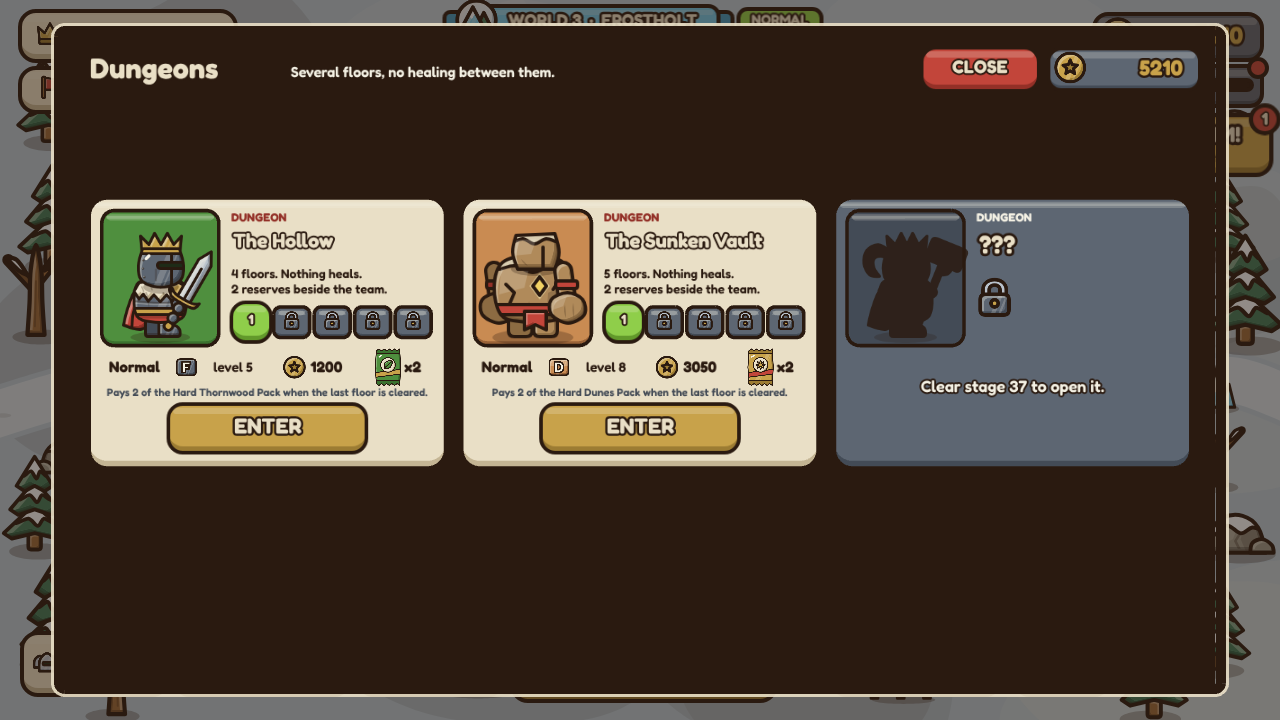 WORLD 3 · FROSTHOLT
NORMAL
Dungeons
Several floors, no healing between them.
CLOSE
5210
1
DUNGEON
The Hollow
4 floors. Nothing heals.
2 reserves beside the team.
1
Normal F level 5 1200 x2
Pays 2 of the Hard Thornwood Pack when the last floor is cleared.
ENTER
DUNGEON
The Sunken Vault
5 floors. Nothing heals.
2 reserves beside the team.
1
Normal D level 8 3050 x2
Pays 2 of the Hard Dunes Pack when the last floor is cleared.
ENTER
DUNGEON
???
Clear stage 37 to open it.